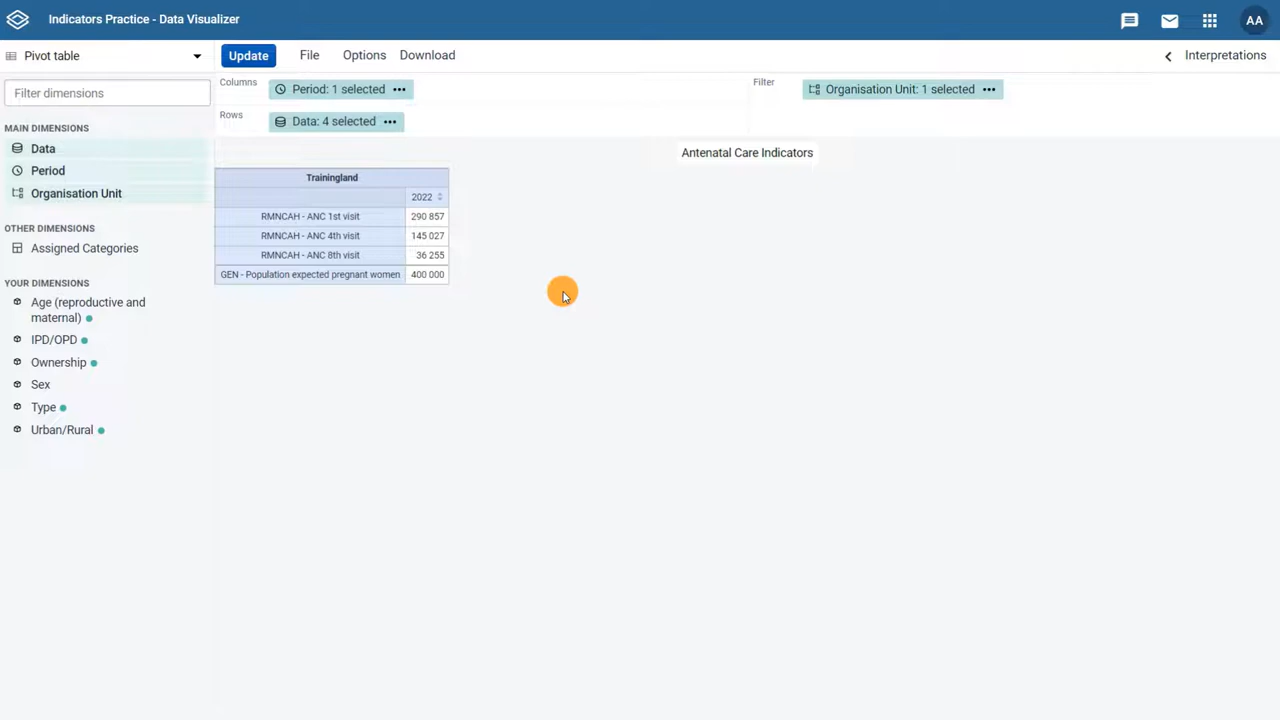 Indicators Practice - Data Visualizer
AA
Pivot table
Update File Options Download
Interpretations
Filter dimensions
Columns
Period: 1 selected
Filter
Organisation Unit: 1 selected
Rows
Data: 4 selected
MAIN DIMENSIONS
Data
Period
Organisation Unit
OTHER DIMENSIONS
Assigned Categories
YOUR DIMENSIONS
Age (reproductive and
maternal)
IPD/OPD
Ownership
Sex
Type
Urban/Rural
Antenatal Care Indicators
Trainingland
2022
RMNCAH - ANC 1st visit 290 857
RMNCAH - ANC 4th visit 145 027
RMNCAH - ANC 8th visit 36 255
GEN - Population expected pregnant women 400 000